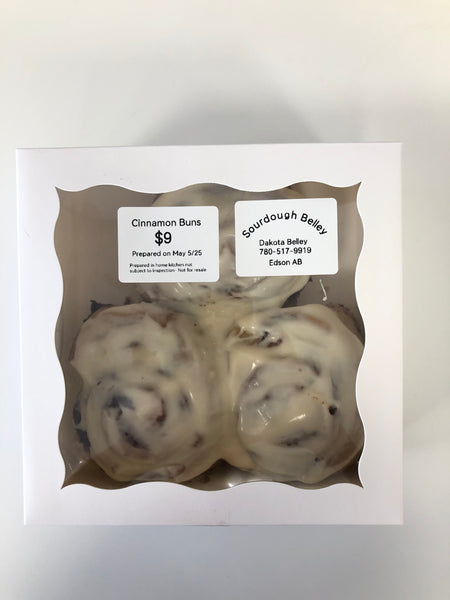 Cinnamon Buns
$9
Prepared on May 5/25
Prepared in home kitchen not
subject to inspection- Not for resale
Sourdough Belley
Dakota Belley
780-517-9919
Edson AB